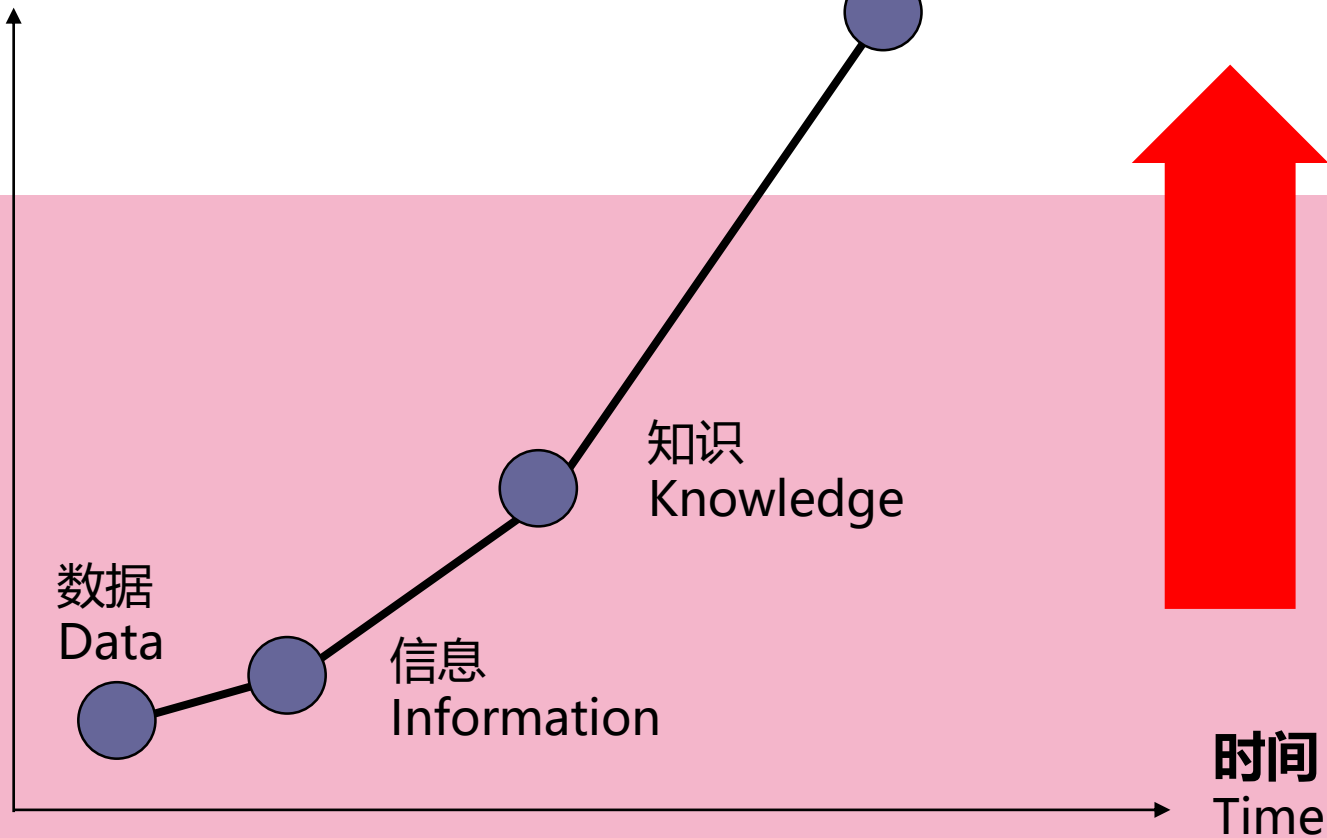 知识
Knowledge
数据
Data
信息
Information
时间
Time